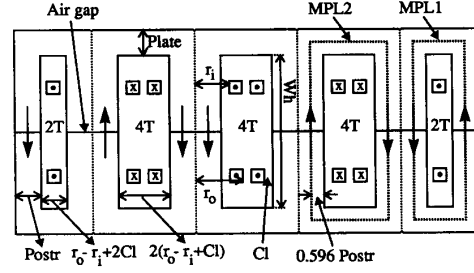 Air gap
MPL2
MPL1
Plate
r_i
Wh
x x
x x
2T
4T
4T
4T
2T
x x
x x
r_o
Postr
r_o- r_i+2Cl
2(r_o- r_i+Cl)
Cl
0.596 Postr